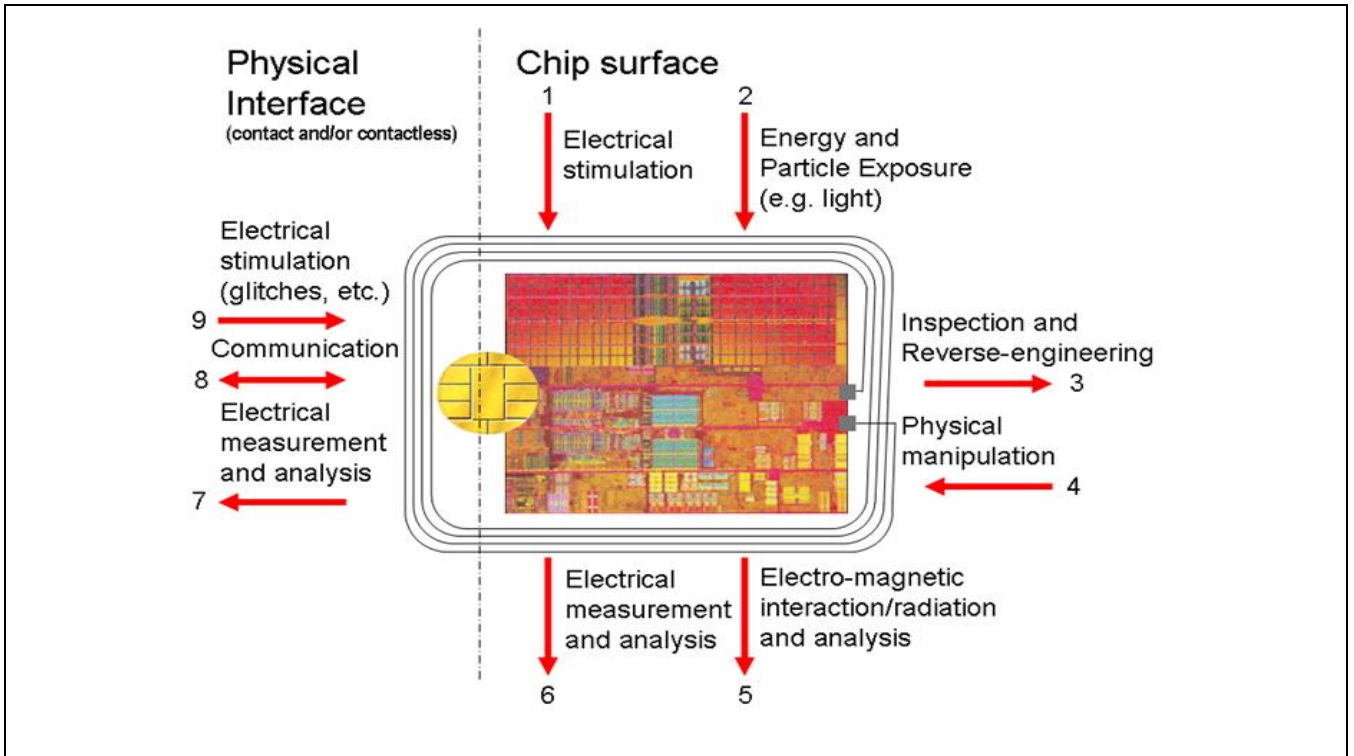 Physical
Interface
(contact and/or contactless)
Chip surface
1
Electrical
stimulation
2
Energy and
Particle Exposure
(e.g. light)
Electrical
stimulation
(glitches, etc.)
9
Communication
8
Electrical
measurement
and analysis
7
Inspection and
Reverse-engineering
3
Physical
manipulation
4
Electrical
measurement
and analysis
6
Electro-magnetic
interaction/radiation
and analysis
5